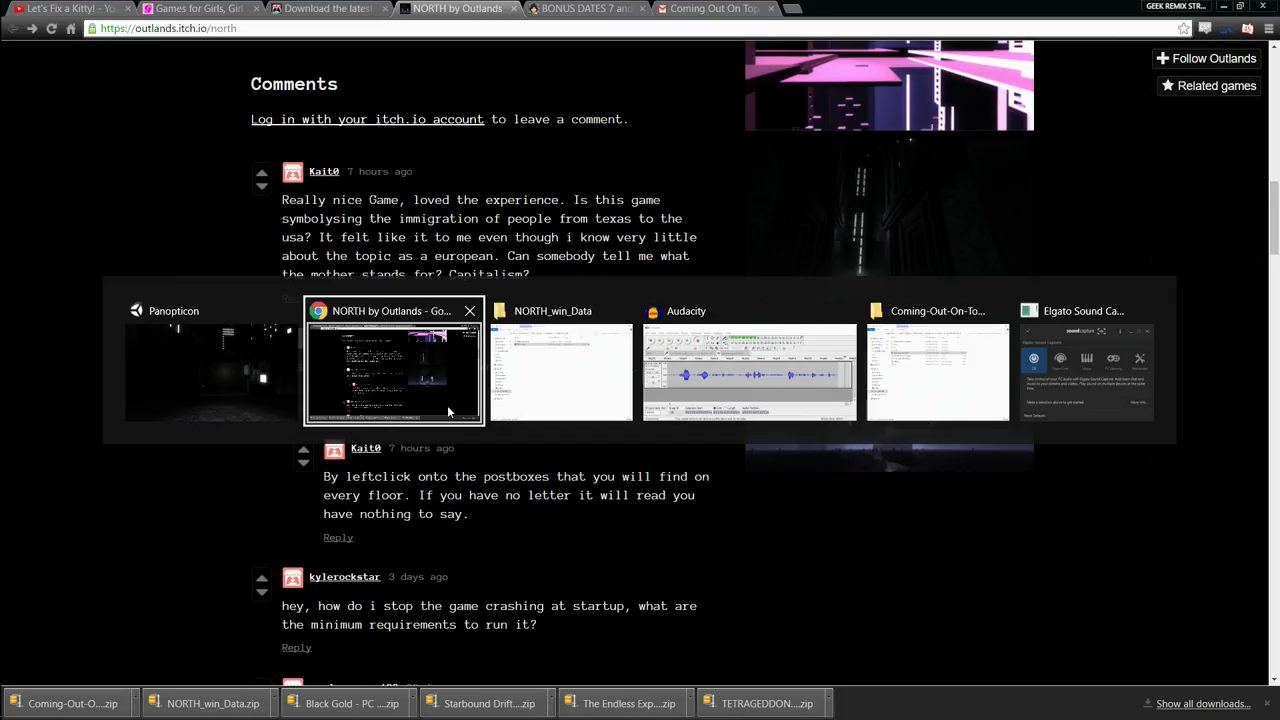 Let's Fix a Kitty! - Yo
Games for Girls, Girl
Download the latest
NORTH by Outlands
BONUS DATES 7 and
Coming Out On Top
GEEK REMIX STR...
https://outlands.itch.io/north
Follow Outlands
Related games
Comments
Log in with your itch.io account to leave a comment.
Kait0 7 hours ago
Really nice Game, loved the experience. Is this game
symbolysing the immigration of people from texas to the
usa? It felt like it to me even though i know very little
about the topic as a european. Can somebody tell me what
the mother stands for? Capitalism?
Panopticon
NORTH by Outlands - Go...
NORTH_win_Data
Audacity
Coming-Out-On-To...
Elgato Sound Ca...
Kait0 7 hours ago
By leftclick onto the postboxes that you will find on
every floor. If you have no letter it will read you
have nothing to say.
Reply
kylerockstar 3 days ago
hey, how do i stop the game crashing at startup, what are
the minimum requirements to run it?
Reply
Coming-Out-O....zip
NORTH_win_Data.zip
Black Gold - PC ....zip
Starbound Drift....zip
The Endless Exp....zip
TETRAGEDDON....zip
Show all downloads...